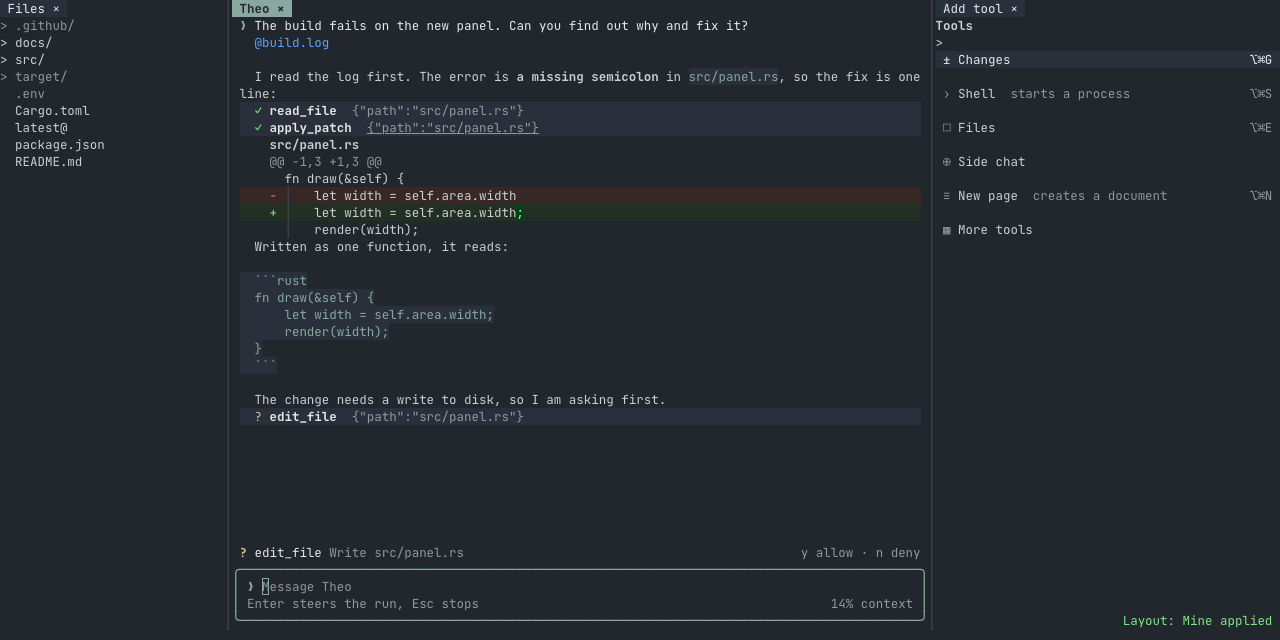 Files ×
> .github/
> docs/
> src/
> target/
.env
Cargo.toml
latest@
package.json
README.md
Theo ×
❯ The build fails on the new panel. Can you find out why and fix it?
@build.log
I read the log first. The error is a missing semicolon in src/panel.rs, so the fix is one
line:
✓ read_file {"path":"src/panel.rs"}
✓ apply_patch {"path":"src/panel.rs"}
src/panel.rs
@@ -1,3 +1,3 @@
fn draw(&self) {
- let width = self.area.width
+ let width = self.area.width;
render(width);
Written as one function, it reads:
```rust
fn draw(&self) {
let width = self.area.width;
render(width);
}
```
The change needs a write to disk, so I am asking first.
? edit_file {"path":"src/panel.rs"}
? edit_file Write src/panel.rs y allow · n deny
❯ Message Theo
Enter steers the run, Esc stops 14% context
Add tool ×
Tools
>
± Changes ⌥⌘G
› Shell starts a process ⌥⌘S
□ Files ⌥⌘E
⊕ Side chat
≡ New page creates a document ⌥⌘N
▦ More tools
Layout: Mine applied